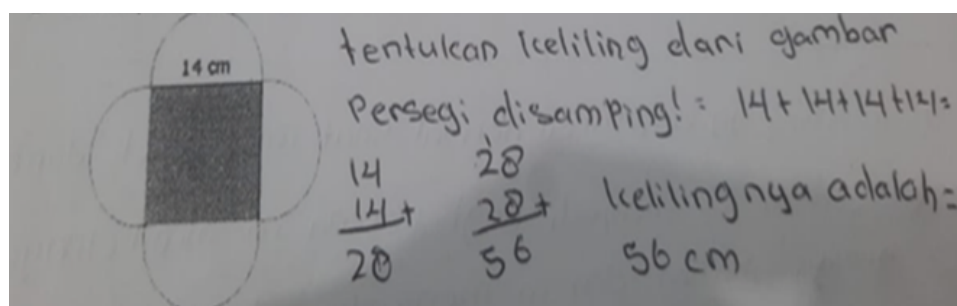 14 cm
tentukan keliling dari gambar
Persegi disamping! = 14 + 14 + 14 + 14 =
14
14 +
28
1
28
28 +
56
kelilingnya adalah =
56 cm